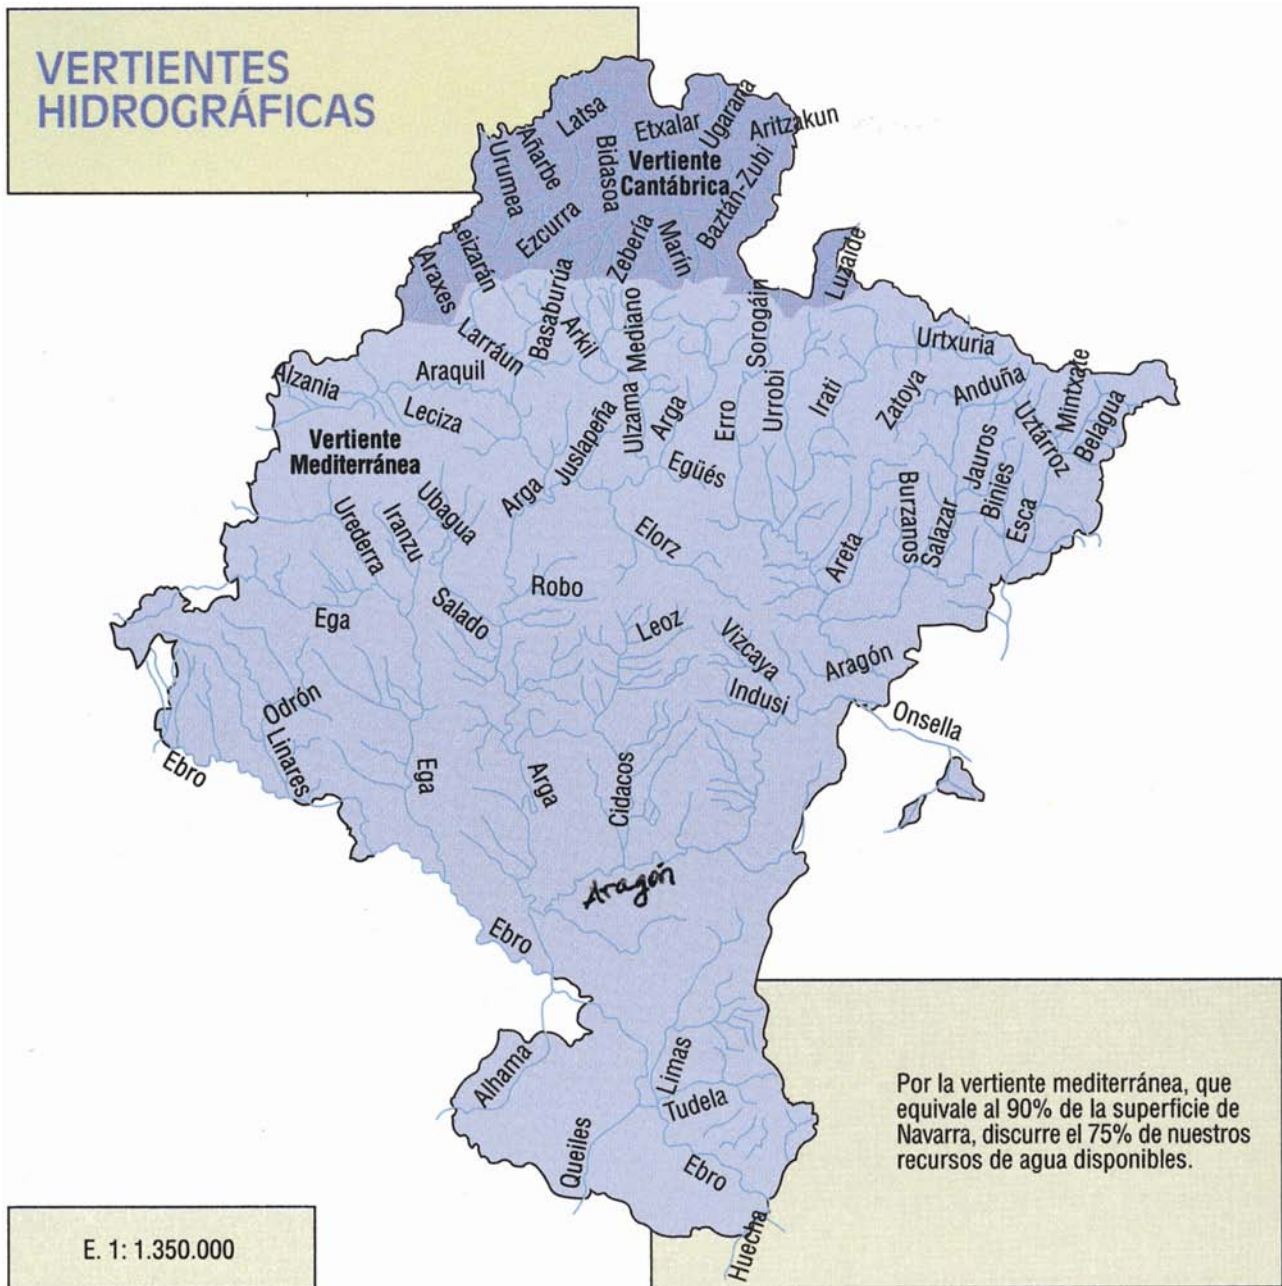 VERTIENTES
HIDROGRÁFICAS
Latsa
Etxalar
Ugarana
Aritzakun
Añarbe
Urumea
Bidasoa
Vertiente
Cantábrica
Baztán-Zubi
Ezcurra
Zebería
Marín
Leizarán
Araxes
Luzaide
Basaburúa
Arkil
Mediano
Sorogáin
Larráun
Urtxuria
Araquil
Alzania
Leciza
Juslapeña
Ulzama
Arga
Erro
Urrobi
Irati
Zatoya
Anduña
Mintxate
Uztárroz
Belagua
Vertiente
Mediterránea
Egüés
Jauros
Binies
Burzanos
Salazar
Esca
Ubagua
Iranzu
Urederra
Arga
Elorz
Areta
Robo
Ega
Salado
Leoz
Vizcaya
Aragón
Indusi
Odrón
Onsella
Linares
Ebro
Ega
Arga
Cidacos
Aragón
Ebro
Alhama
Limas
Tudela
Queiles
Ebro
Huecha
Por la vertiente mediterránea, que
equivale al 90% de la superficie de
Navarra, discurre el 75% de nuestros
recursos de agua disponibles.
E. 1: 1.350.000